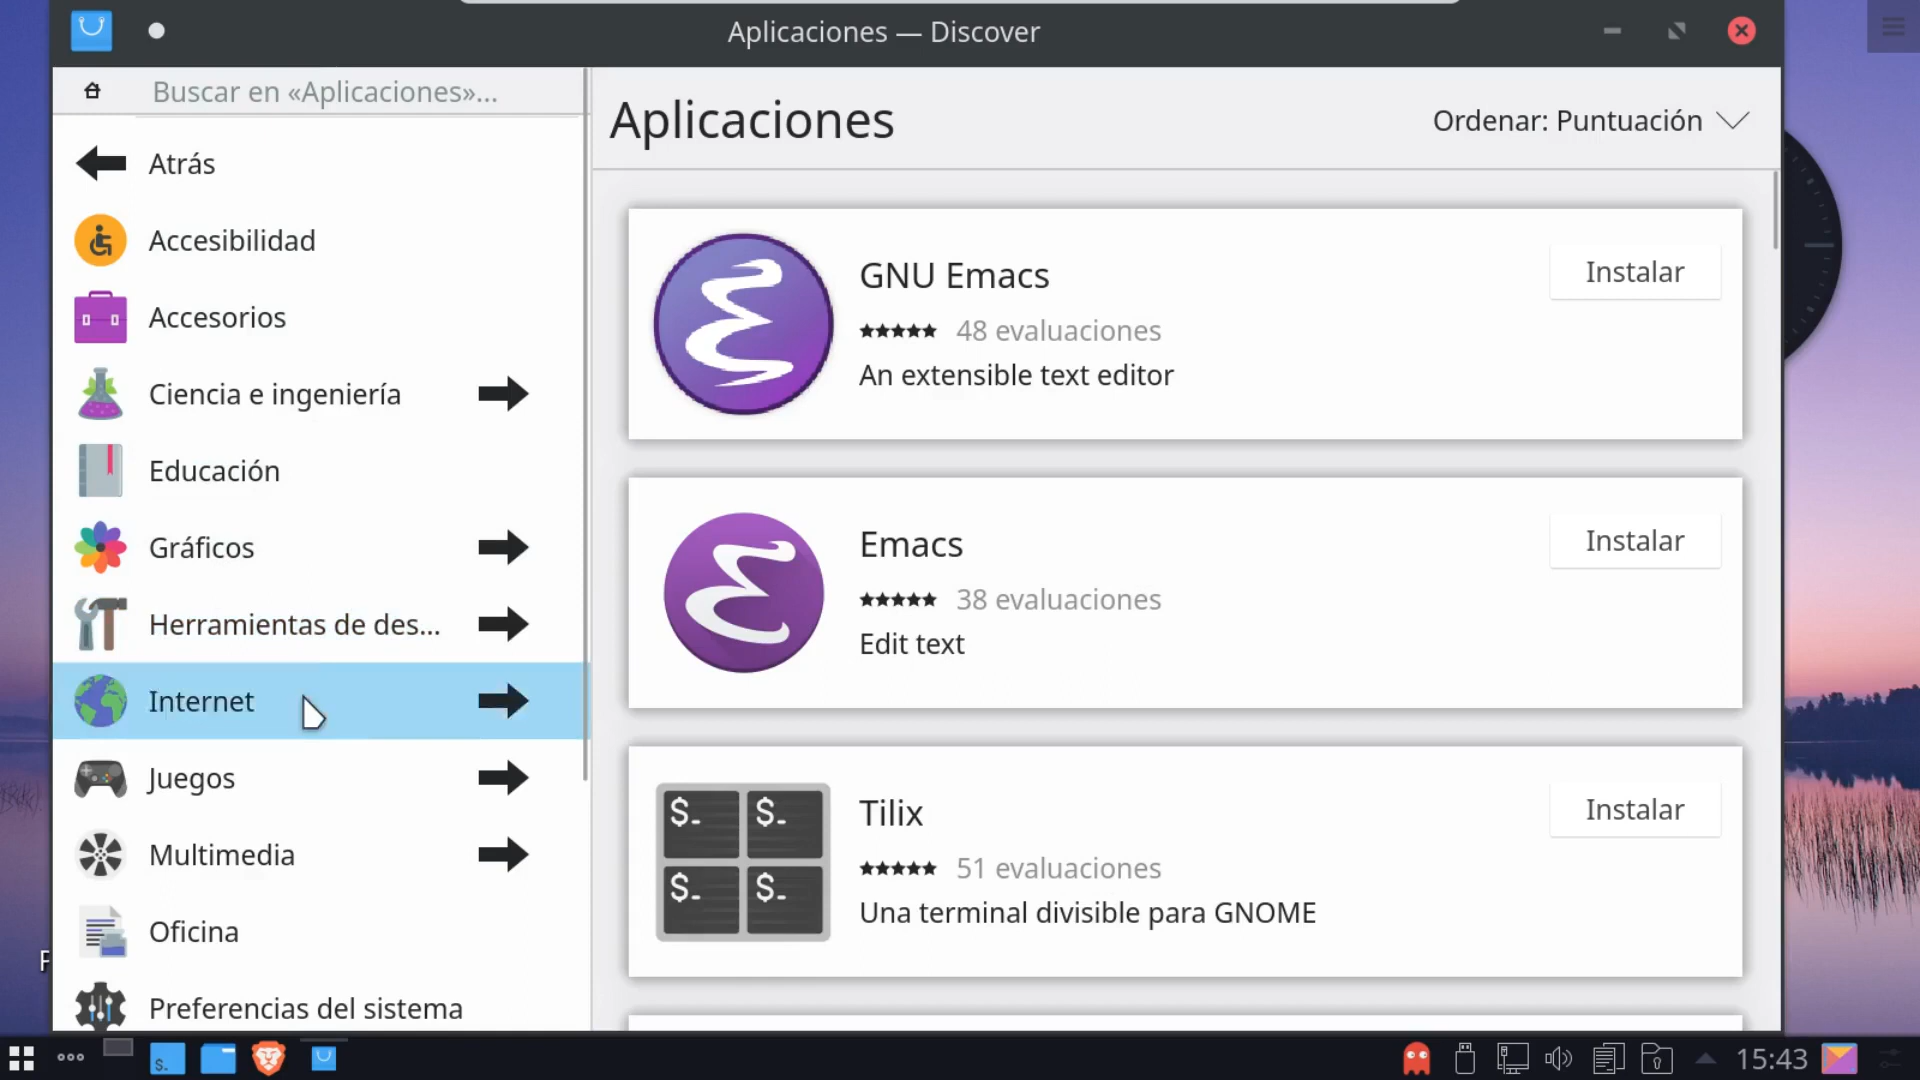 Aplicaciones — Discover
Buscar en «Aplicaciones»...
Atrás
Accesibilidad
Accesorios
Ciencia e ingeniería
Educación
Gráficos
Herramientas de des...
Internet
Juegos
Multimedia
Oficina
Preferencias del sistema
Aplicaciones
Ordenar: Puntuación
GNU Emacs
48 evaluaciones
An extensible text editor
Instalar
Emacs
38 evaluaciones
Edit text
Instalar
Tilix
51 evaluaciones
Una terminal divisible para GNOME
Instalar
$- $-
$- $-
15:43